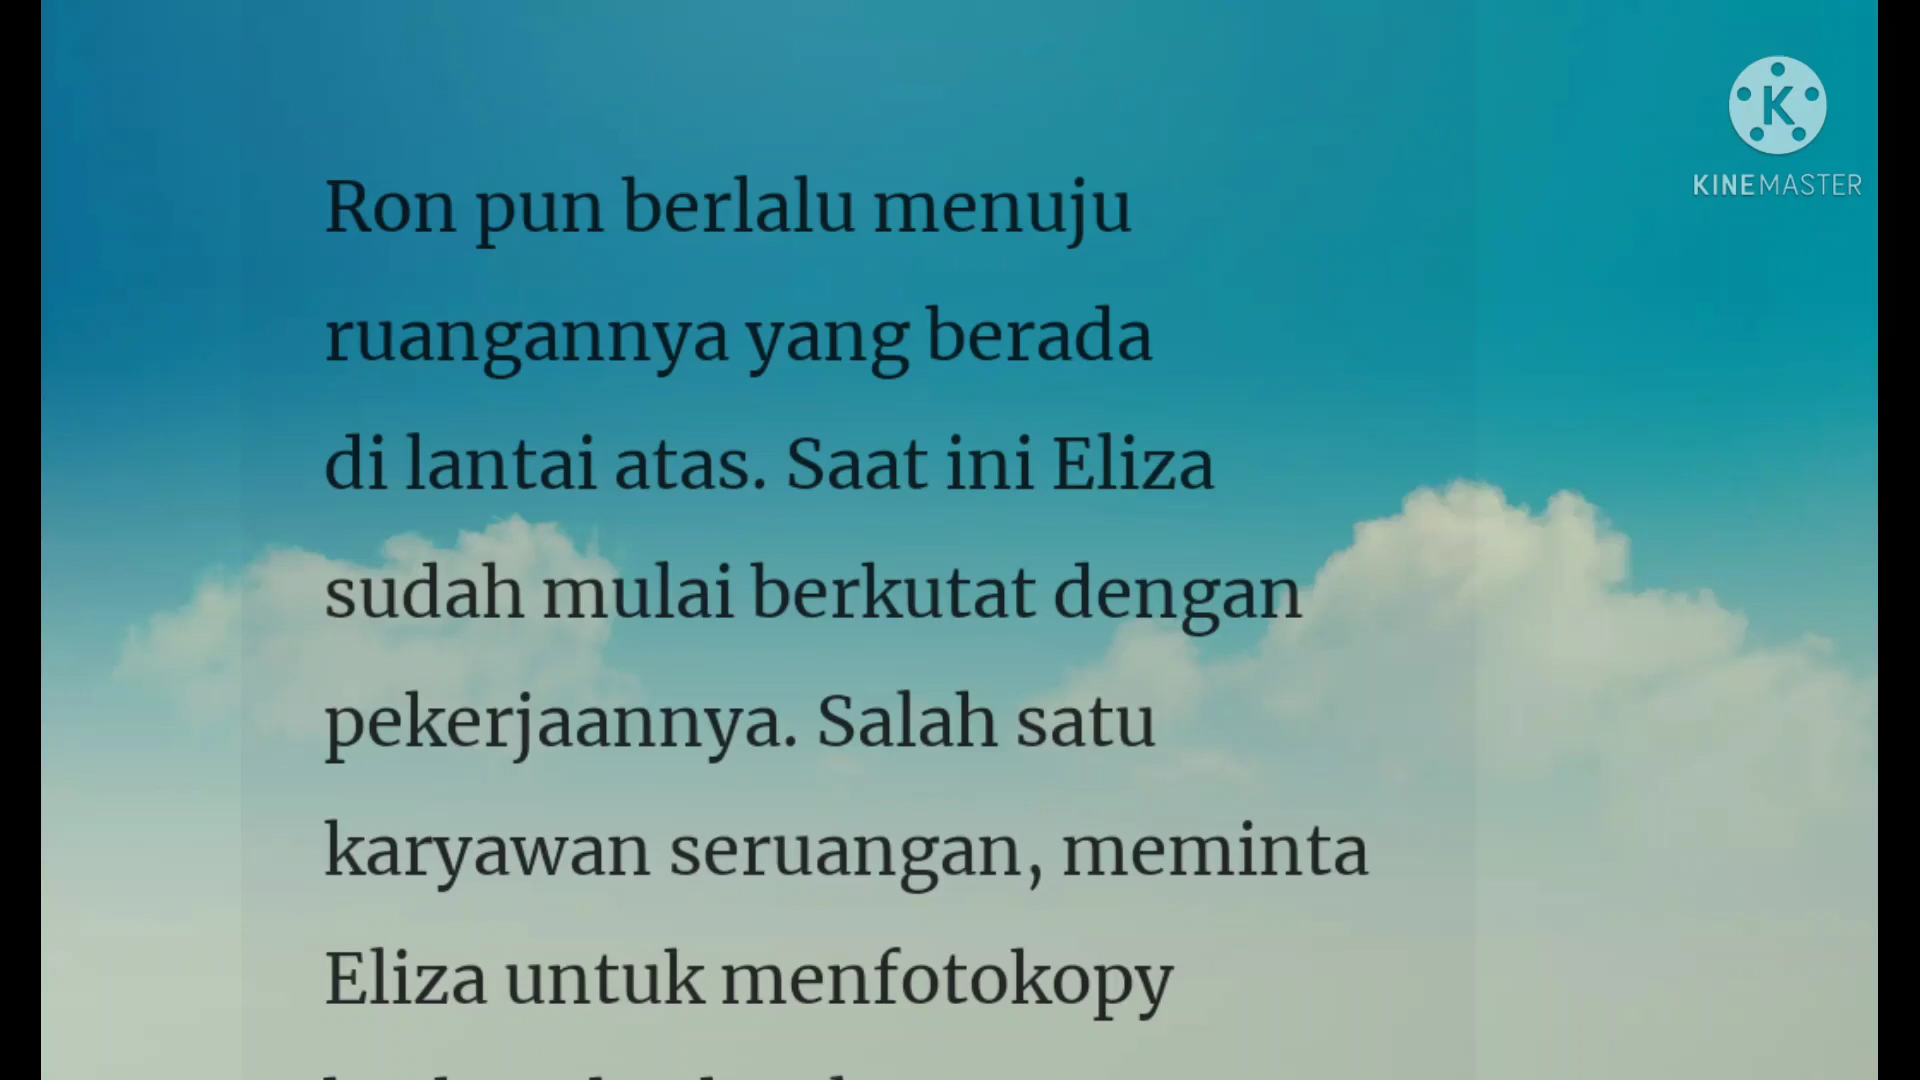 Ron pun berlalu menuju
ruangannya yang berada
di lantai atas. Saat ini Eliza
sudah mulai berkutat dengan
pekerjaannya. Salah satu
karyawan seruangan, meminta
Eliza untuk menfotokopy
K
KINEMASTER